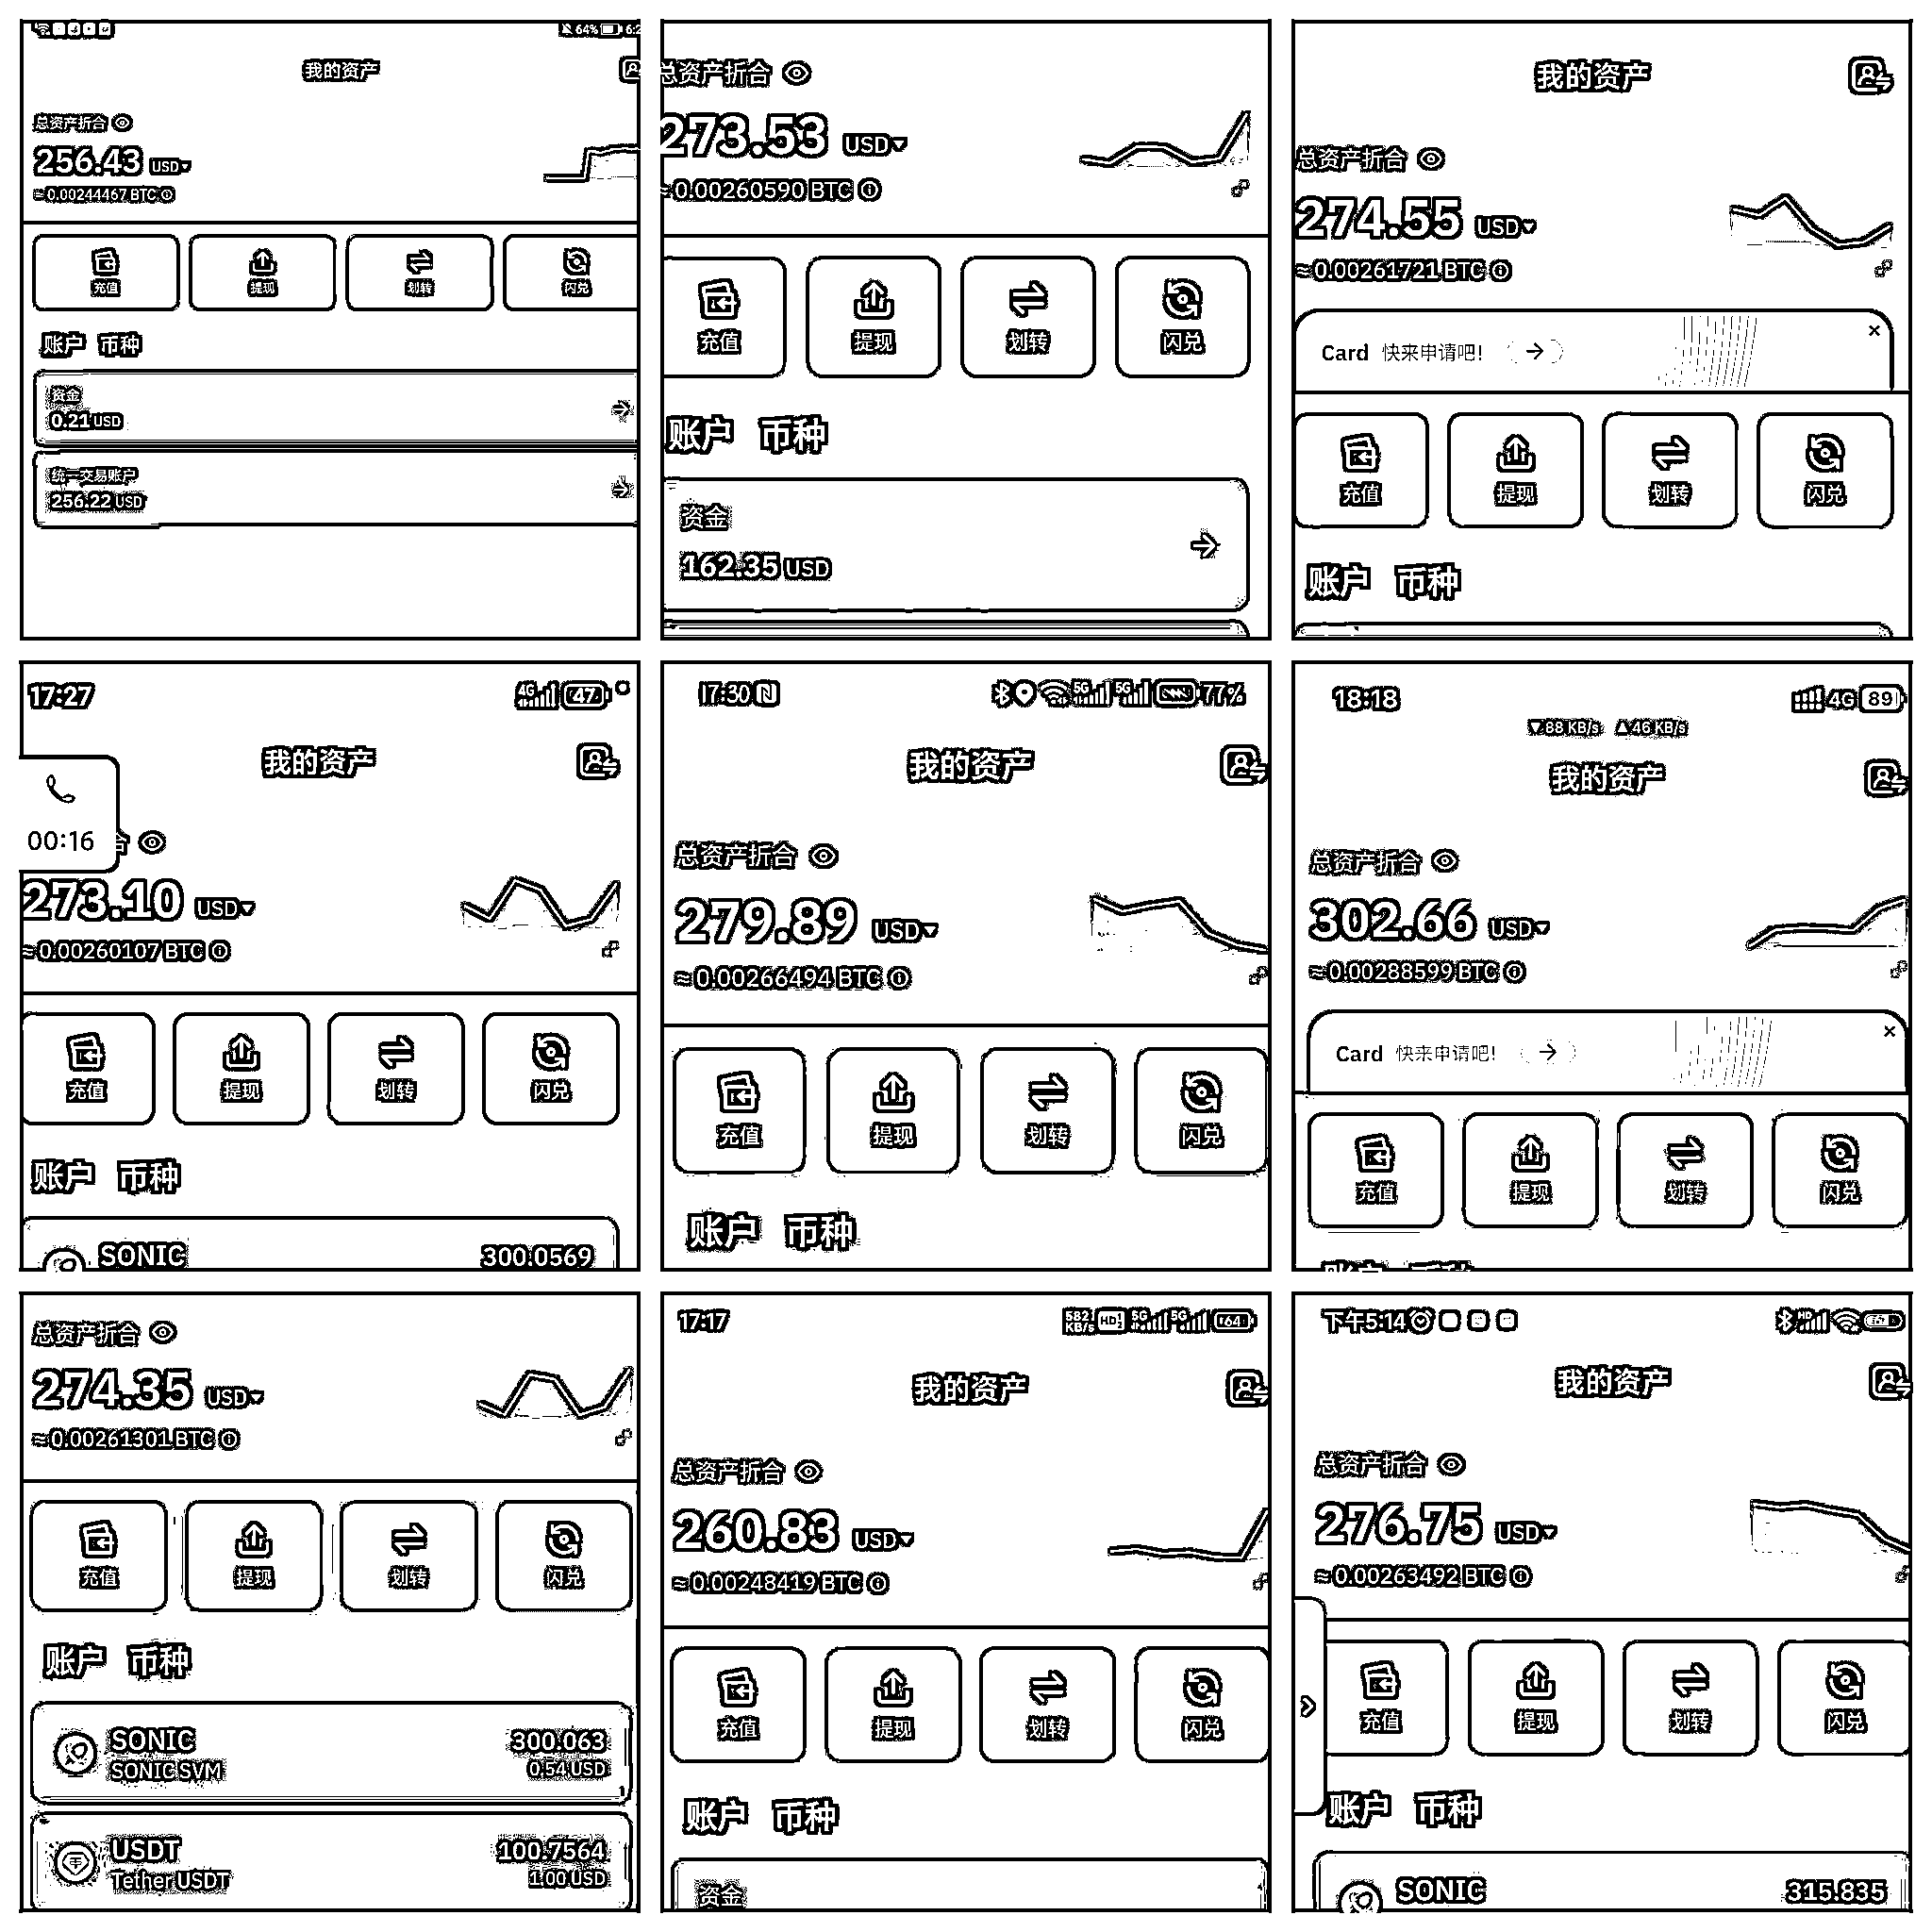 64% 6:2
我的资产
总资产折合
256.43 USD
≈0.00244467 BTC
充值 提现 划转 闪兑
账户 币种
资金
0.21 USD
统一交易账户
256.22 USD
总资产折合
273.53 USD
≈0.00260590 BTC
充值 提现 划转 闪兑
账户 币种
资金
162.35 USD
我的资产
总资产折合
274.55 USD
≈0.00261721 BTC
Card 快来申请吧!
充值 提现 划转 闪兑
账户 币种
17:27 4G 47
我的资产
00:16 合
273.10 USD
≈0.00260107 BTC
充值 提现 划转 闪兑
账户 币种
SONIC 300.0569
17:30 5G 5G 77%
我的资产
总资产折合
279.89 USD
≈0.00266494 BTC
充值 提现 划转 闪兑
账户 币种
18:18 4G 89
▼88 KB/s ▲46 KB/s
我的资产
总资产折合
302.66 USD
≈0.00288599 BTC
Card 快来申请吧!
充值 提现 划转 闪兑
账户 币种
总资产折合
274.35 USD
≈0.00261301 BTC
充值 提现 划转 闪兑
账户 币种
SONIC 300.063
SONIC SVM 0.54 USD
USDT 100.7564
Tether USDT 1.00 USD
17:17 582 KB/s HD 5G 5G 64
我的资产
总资产折合
260.83 USD
≈0.00248419 BTC
充值 提现 划转 闪兑
账户 币种
资金
下午5:14 HD
我的资产
总资产折合
276.75 USD
≈0.00263492 BTC
充值 提现 划转 闪兑
账户 币种
SONIC 315.835